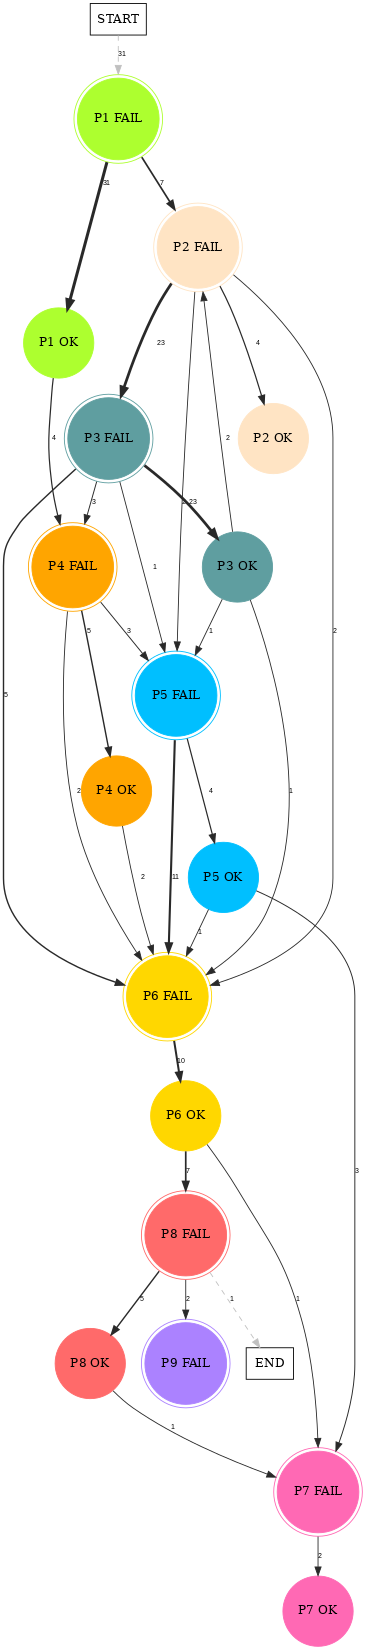 START
31
P1 FAIL
31
7
P2 FAIL
23
4
P1 OK
2
4
P3 FAIL
P2 OK
3
23
1
P4 FAIL
P3 OK
5
3
1
2
P5 FAIL
5
2
4
1
P4 OK
2
11
P5 OK
1
P6 FAIL
10
P6 OK
7
3
P8 FAIL
5
2
1
1
P8 OK
P9 FAIL
END
1
P7 FAIL
2
P7 OK